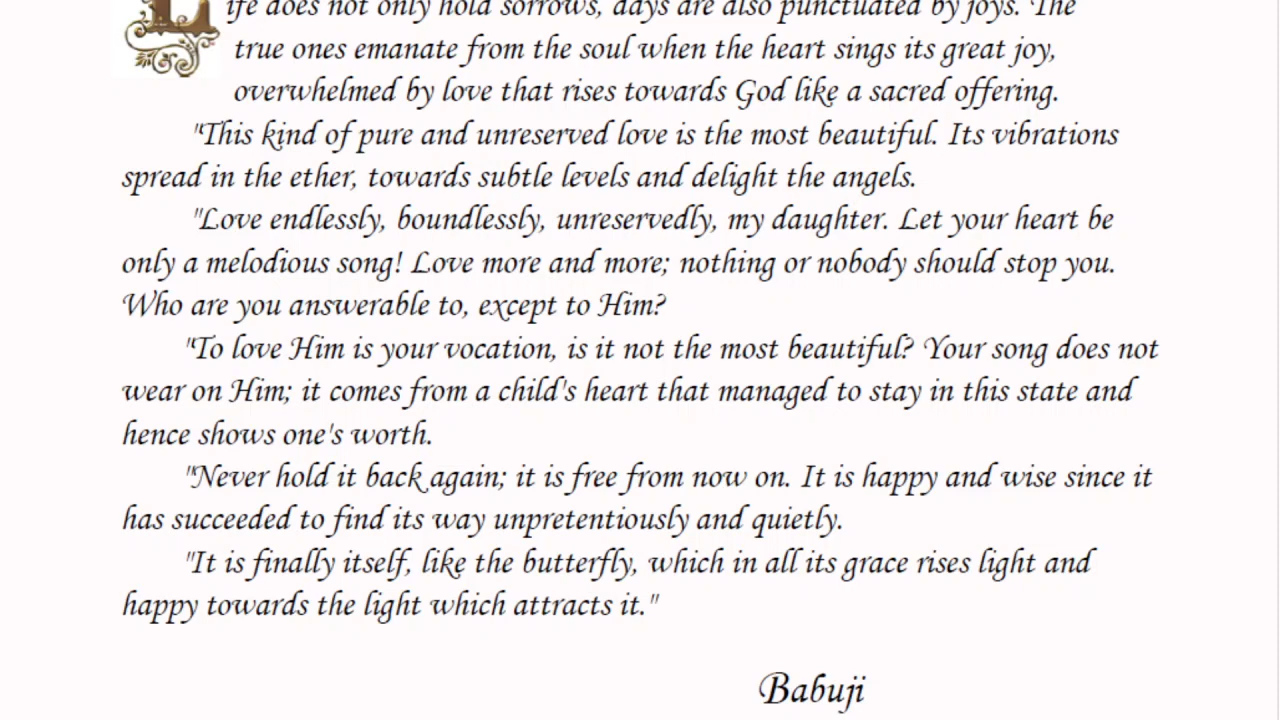 Life does not only hold sorrows, days are also punctuated by joys. The
true ones emanate from the soul when the heart sings its great joy,
overwhelmed by love that rises towards God like a sacred offering.
"This kind of pure and unreserved love is the most beautiful. Its vibrations
spread in the ether, towards subtle levels and delight the angels.
"Love endlessly, boundlessly, unreservedly, my daughter. Let your heart be
only a melodious song! Love more and more; nothing or nobody should stop you.
Who are you answerable to, except to Him?
"To love Him is your vocation, is it not the most beautiful? Your song does not
wear on Him; it comes from a child's heart that managed to stay in this state and
hence shows one's worth.
"Never hold it back again; it is free from now on. It is happy and wise since it
has succeeded to find its way unpretentiously and quietly.
"It is finally itself, like the butterfly, which in all its grace rises light and
happy towards the light which attracts it."
Babuji